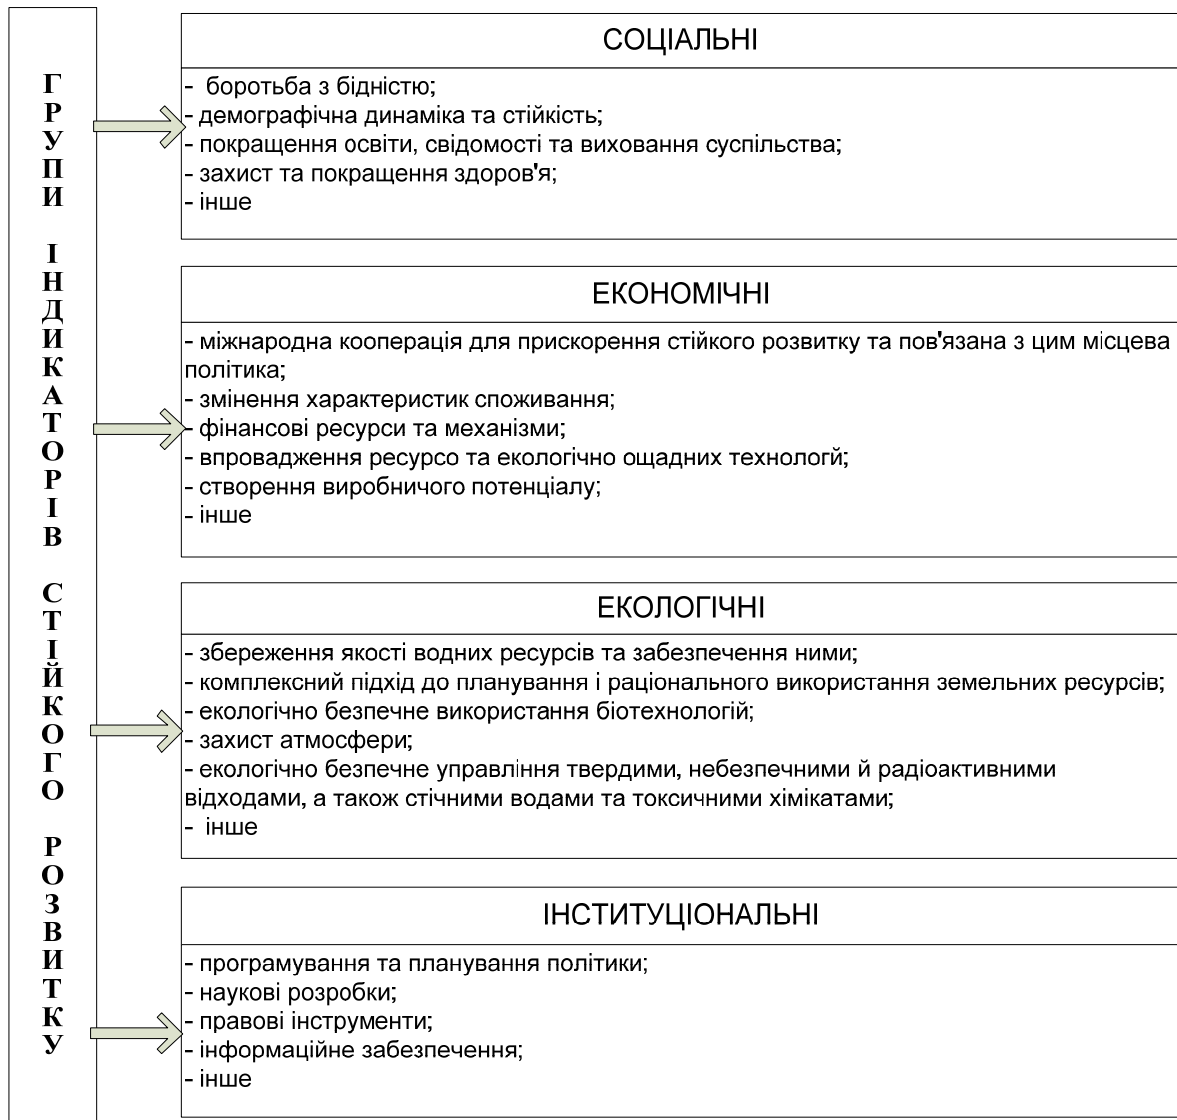 ГРУПИ ІНДИКАТОРІВ СТІЙКОГО РОЗВИТКУ
СОЦІАЛЬНІ
- боротьба з бідністю;
- демографічна динаміка та стійкість;
- покращення освіти, свідомості та виховання суспільства;
- захист та покращення здоров'я;
- інше
ЕКОНОМІЧНІ
- міжнародна кооперація для прискорення стійкого розвитку та пов'язана з цим місцева
політика;
- змінення характеристик споживання;
- фінансові ресурси та механізми;
- впровадження ресурсо та екологічно ощадних технологй;
- створення виробничого потенціалу;
- інше
ЕКОЛОГІЧНІ
- збереження якості водних ресурсів та забезпечення ними;
- комплексний підхід до планування і раціонального використання земельних ресурсів;
- екологічно безпечне використання біотехнологій;
- захист атмосфери;
- екологічно безпечне управління твердими, небезпечними й радіоактивними
відходами, а також стічними водами та токсичними хімікатами;
- інше
ІНСТИТУЦІОНАЛЬНІ
- програмування та планування політики;
- наукові розробки;
- правові інструменти;
- інформаційне забезпечення;
- інше